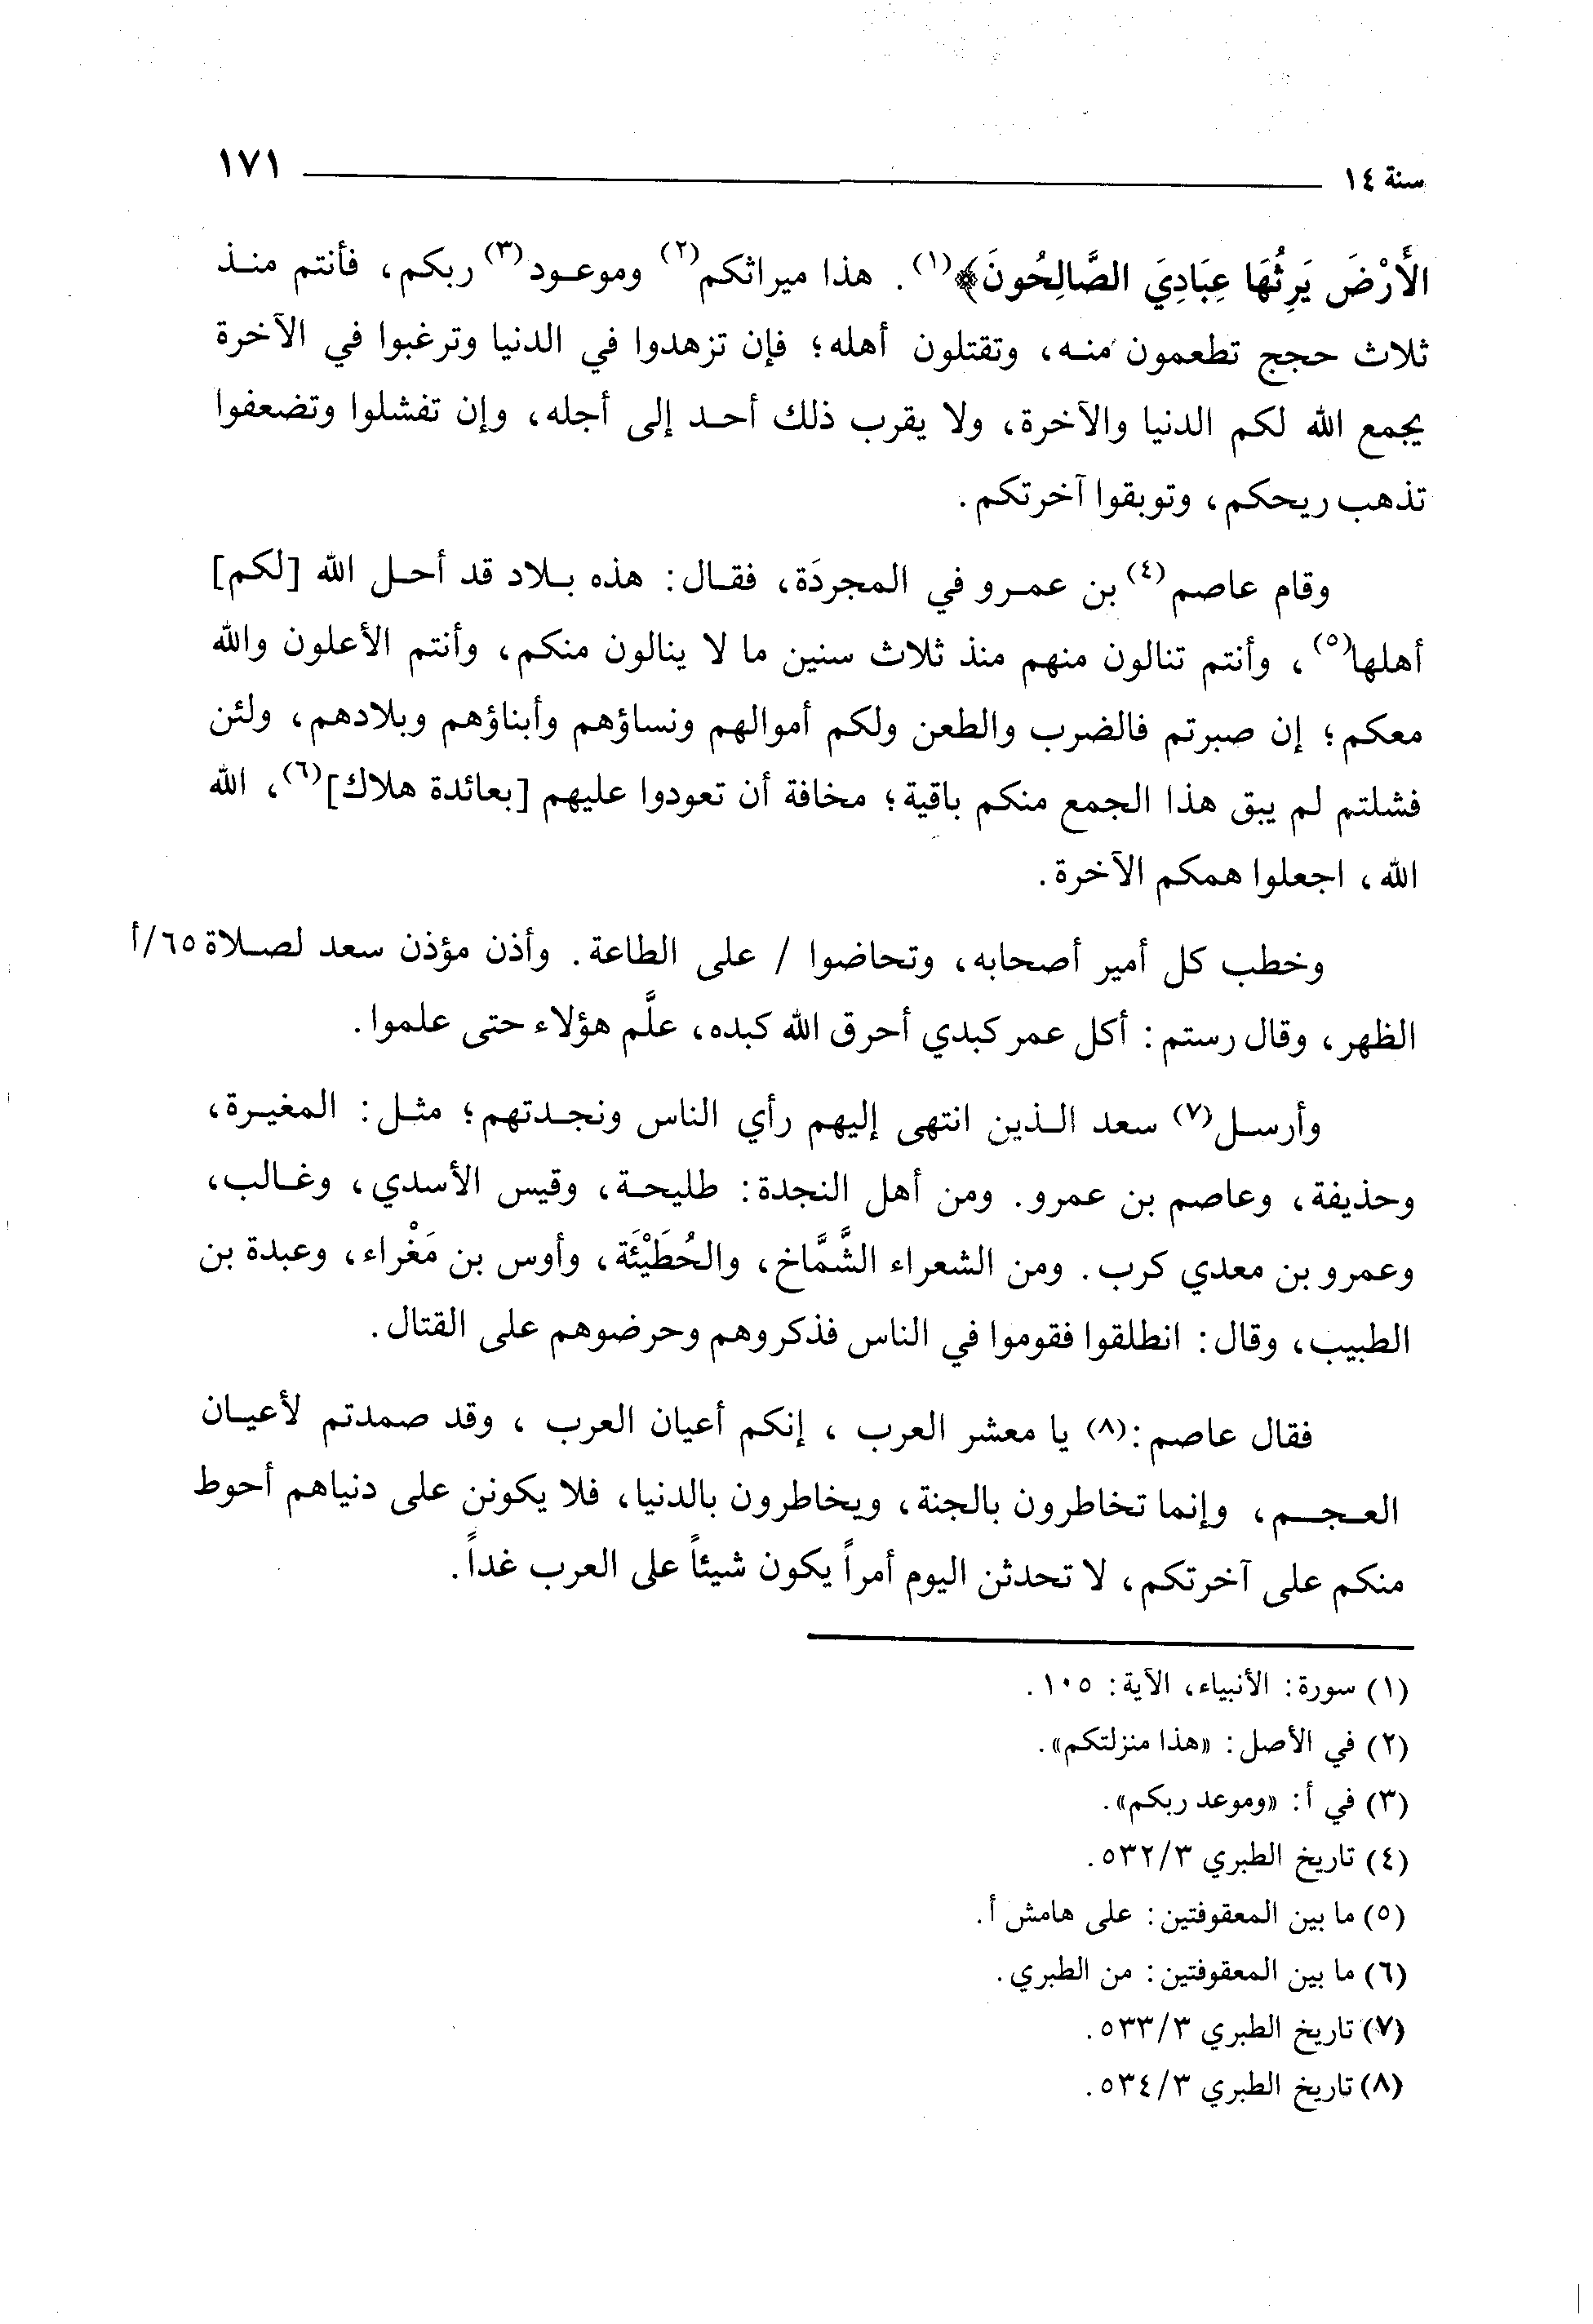 سنة ١٤ ١٧١
الأَرْضَ يَرِثُهَا عِبَادِيَ الصَّالِحُونَ﴾(١). هذا ميراثكم(٢) وموعود(٣) ربكم، فأنتم منذ
ثلاث حجج تطعمون منه، وتقتلون أهله؛ فإن تزهدوا في الدنيا وترغبوا في الآخرة
يجمع الله لكم الدنيا والآخرة، ولا يقرب ذلك أحد إلى أجله، وإن تفشلوا وتضعفوا
تذهب ريحكم، وتوبقوا آخرتكم.
وقام عاصم(٤) بن عمرو في المجردَة، فقال: هذه بلاد قد أحل الله [لكم]
أهلها(٥)، وأنتم تنالون منهم منذ ثلاث سنين ما لا ينالون منكم، وأنتم الأعلون والله
معكم؛ إن صبرتم فالضرب والطعن ولكم أموالهم ونساؤهم وأبناؤهم وبلادهم، ولئن
فشلتم لم يبق هذا الجمع منكم باقية؛ مخافة أن تعودوا عليهم [بعائدة هلاك](٦)، الله
الله، اجعلوا همكم الآخرة.
وخطب كل أمير أصحابه، وتحاضوا / على الطاعة. وأذن مؤذن سعد لصلاة ٦٥/أ
الظهر، وقال رستم: أكل عمر كبدي أحرق الله كبده، علَّم هؤلاء حتى علموا.
وأرسل(٧) سعد الذين انتهى إليهم رأي الناس ونجدتهم؛ مثل: المغيرة،
وحذيفة، وعاصم بن عمرو. ومن أهل النجدة: طليحة، وقيس الأسدي، وغالب،
وعمرو بن معدي كرب. ومن الشعراء الشَّمَّاخ، والحُطَيْئَة، وأوس بن مَغْراء، وعبدة بن
الطبيب، وقال: انطلقوا فقوموا في الناس فذكروهم وحرضوهم على القتال.
فقال عاصم:(٨) يا معشر العرب ، إنكم أعيان العرب ، وقد صمدتم لأعيان
العجم، وإنما تخاطرون بالجنة، ويخاطرون بالدنيا، فلا يكونن على دنياهم أحوط
منكم على آخرتكم، لا تحدثن اليوم أمراً يكون شيئاً على العرب غداً.
(١) سورة: الأنبياء، الآية: ١٠٥.
(٢) في الأصل: «هذا منزلتكم».
(٣) في أ: «وموعد ربكم».
(٤) تاريخ الطبري ٥٣٢/٣.
(٥) ما بين المعقوفتين: على هامش أ.
(٦) ما بين المعقوفتين: من الطبري.
(٧) تاريخ الطبري ٥٣٣/٣.
(٨) تاريخ الطبري ٥٣٤/٣.